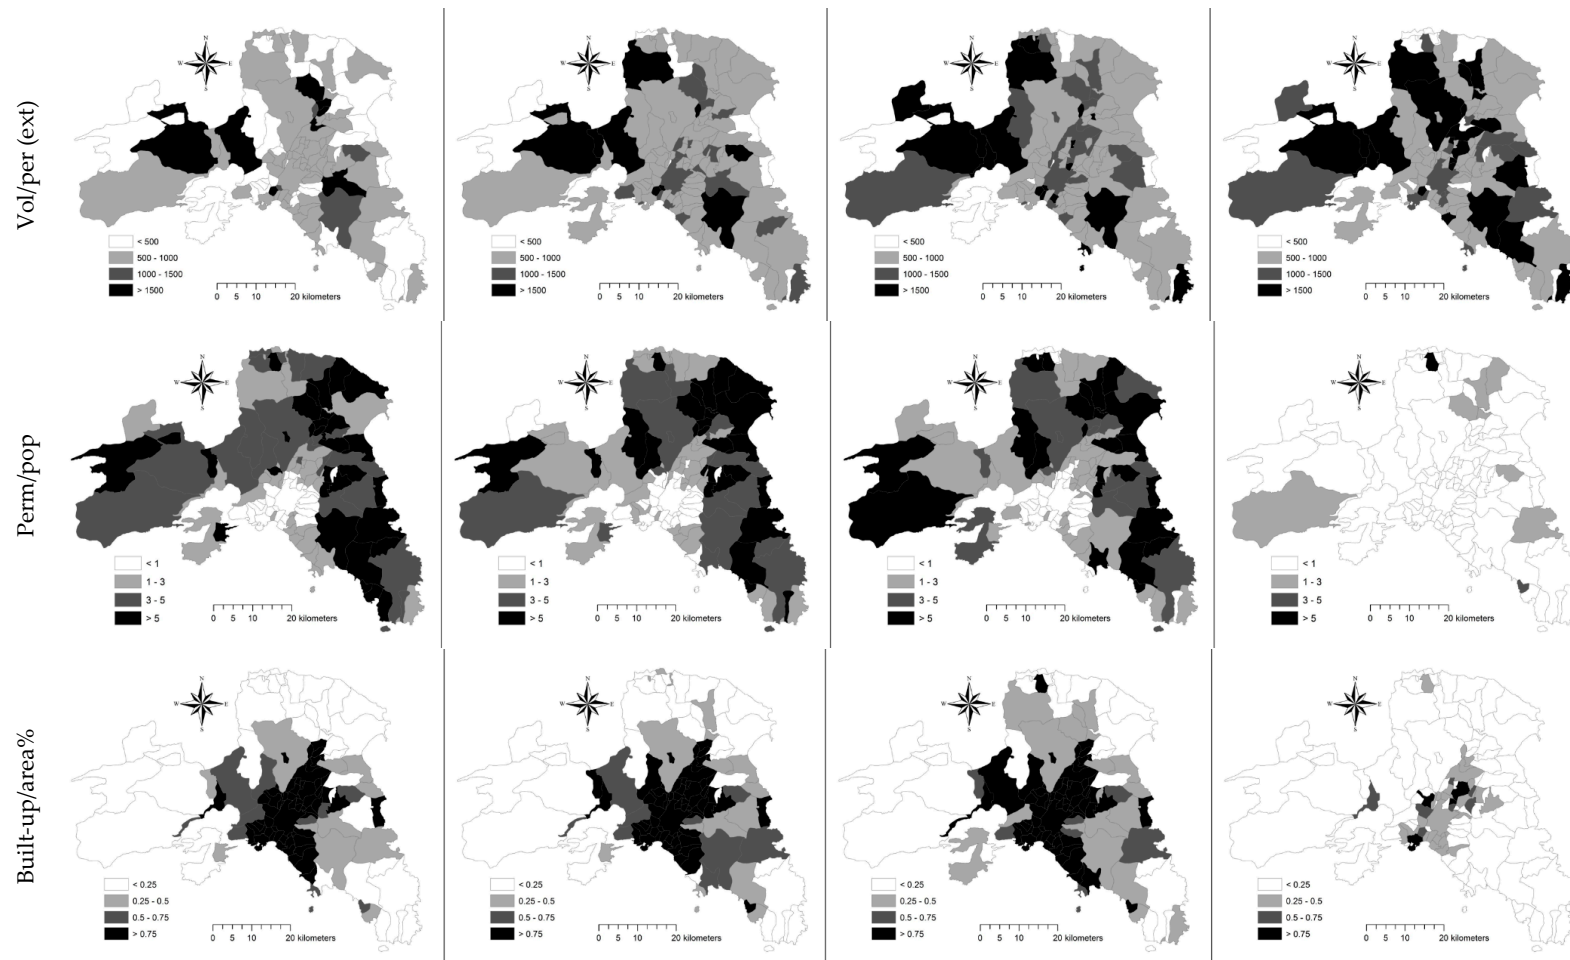 Vol/per (ext)
N
W E
S
< 500
500 - 1000
1000 - 1500
> 1500
0 5 10 20 kilometers
N
W E
S
< 500
500 - 1000
1000 - 1500
> 1500
0 5 10 20 kilometers
N
W E
S
< 500
500 - 1000
1000 - 1500
> 1500
0 5 10 20 kilometers
N
W E
S
< 500
500 - 1000
1000 - 1500
> 1500
0 5 10 20 kilometers
Perm/pop
N
W E
S
< 1
1 - 3
3 - 5
> 5
0 5 10 20 kilometers
N
W E
S
< 1
1 - 3
3 - 5
> 5
0 5 10 20 kilometers
N
W E
S
< 1
1 - 3
3 - 5
> 5
0 5 10 20 kilometers
N
W E
S
< 1
1 - 3
3 - 5
> 5
0 5 10 20 kilometers
Built-up/area%
N
W E
S
< 0.25
0.25 - 0.5
0.5 - 0.75
> 0.75
0 5 10 20 kilometers
N
W E
S
< 0.25
0.25 - 0.5
0.5 - 0.75
> 0.75
0 5 10 20 kilometers
N
W E
S
< 0.25
0.25 - 0.5
0.5 - 0.75
> 0.75
0 5 10 20 kilometers
N
W E
S
< 0.25
0.25 - 0.5
0.5 - 0.75
> 0.75
0 5 10 20 kilometers